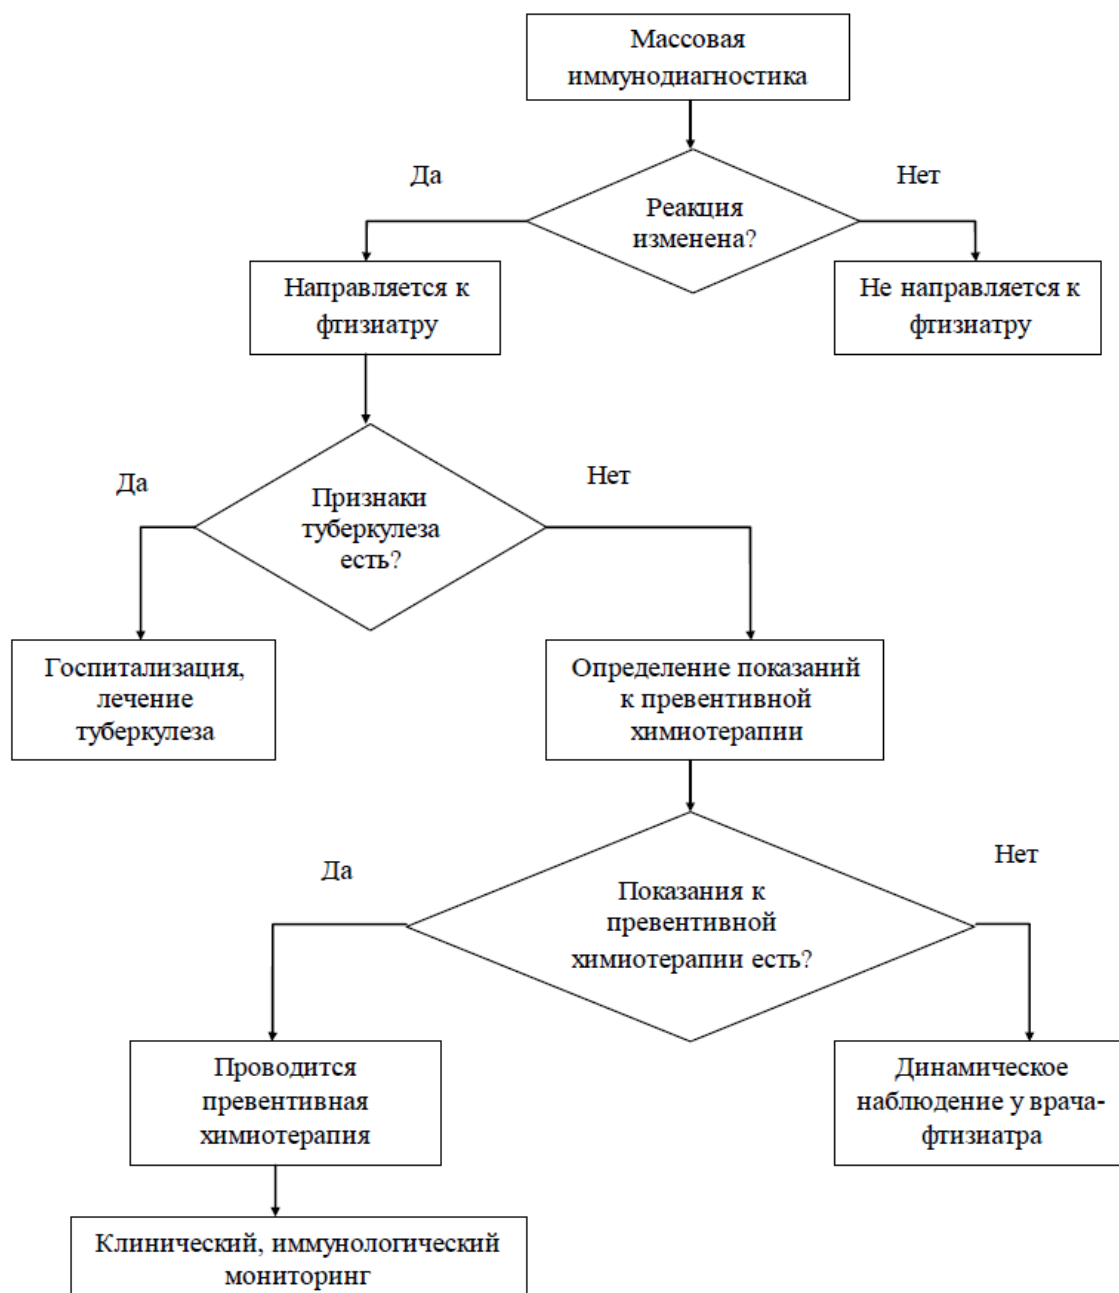 Массовая
иммунодиагностика
Да
Нет
Реакция
изменена?
Направляется к
фтизиатру
Не направляется к
фтизиатру
Да
Нет
Признаки
туберкулеза
есть?
Госпитализация,
лечение
туберкулеза
Определение показаний
к превентивной
химиотерапии
Да
Нет
Показания к
превентивной
химиотерапии есть?
Проводится
превентивная
химиотерапия
Динамическое
наблюдение у врача-
фтизиатра
Клинический, иммунологический
мониторинг